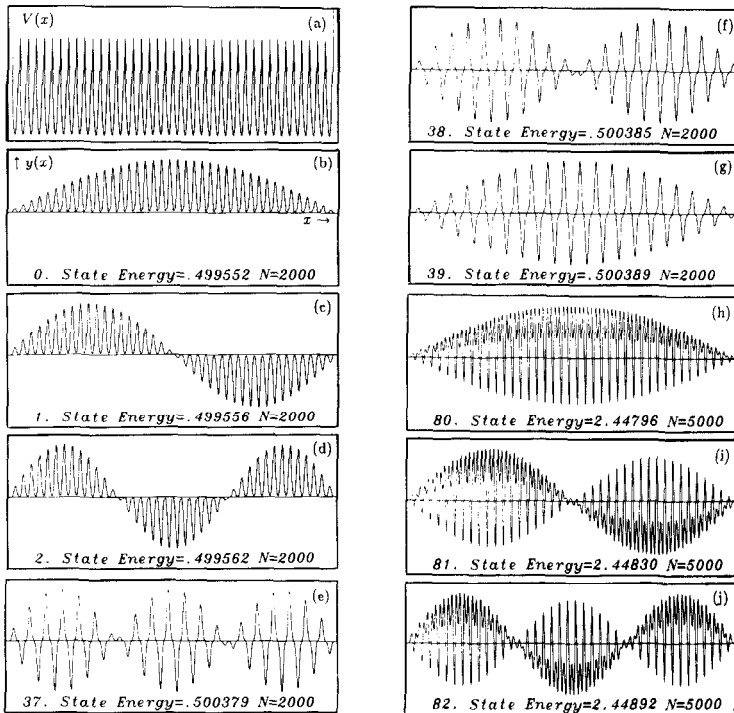 V(x)
(a)
↑ y(x)
(b)
x →
0. State Energy=.499552 N=2000
(c)
1. State Energy=.499556 N=2000
(d)
2. State Energy=.499562 N=2000
(e)
37. State Energy=.500379 N=2000
(f)
38. State Energy=.500385 N=2000
(g)
39. State Energy=.500389 N=2000
(h)
80. State Energy=2.44796 N=5000
(i)
81. State Energy=2.44830 N=5000
(j)
82. State Energy=2.44892 N=5000